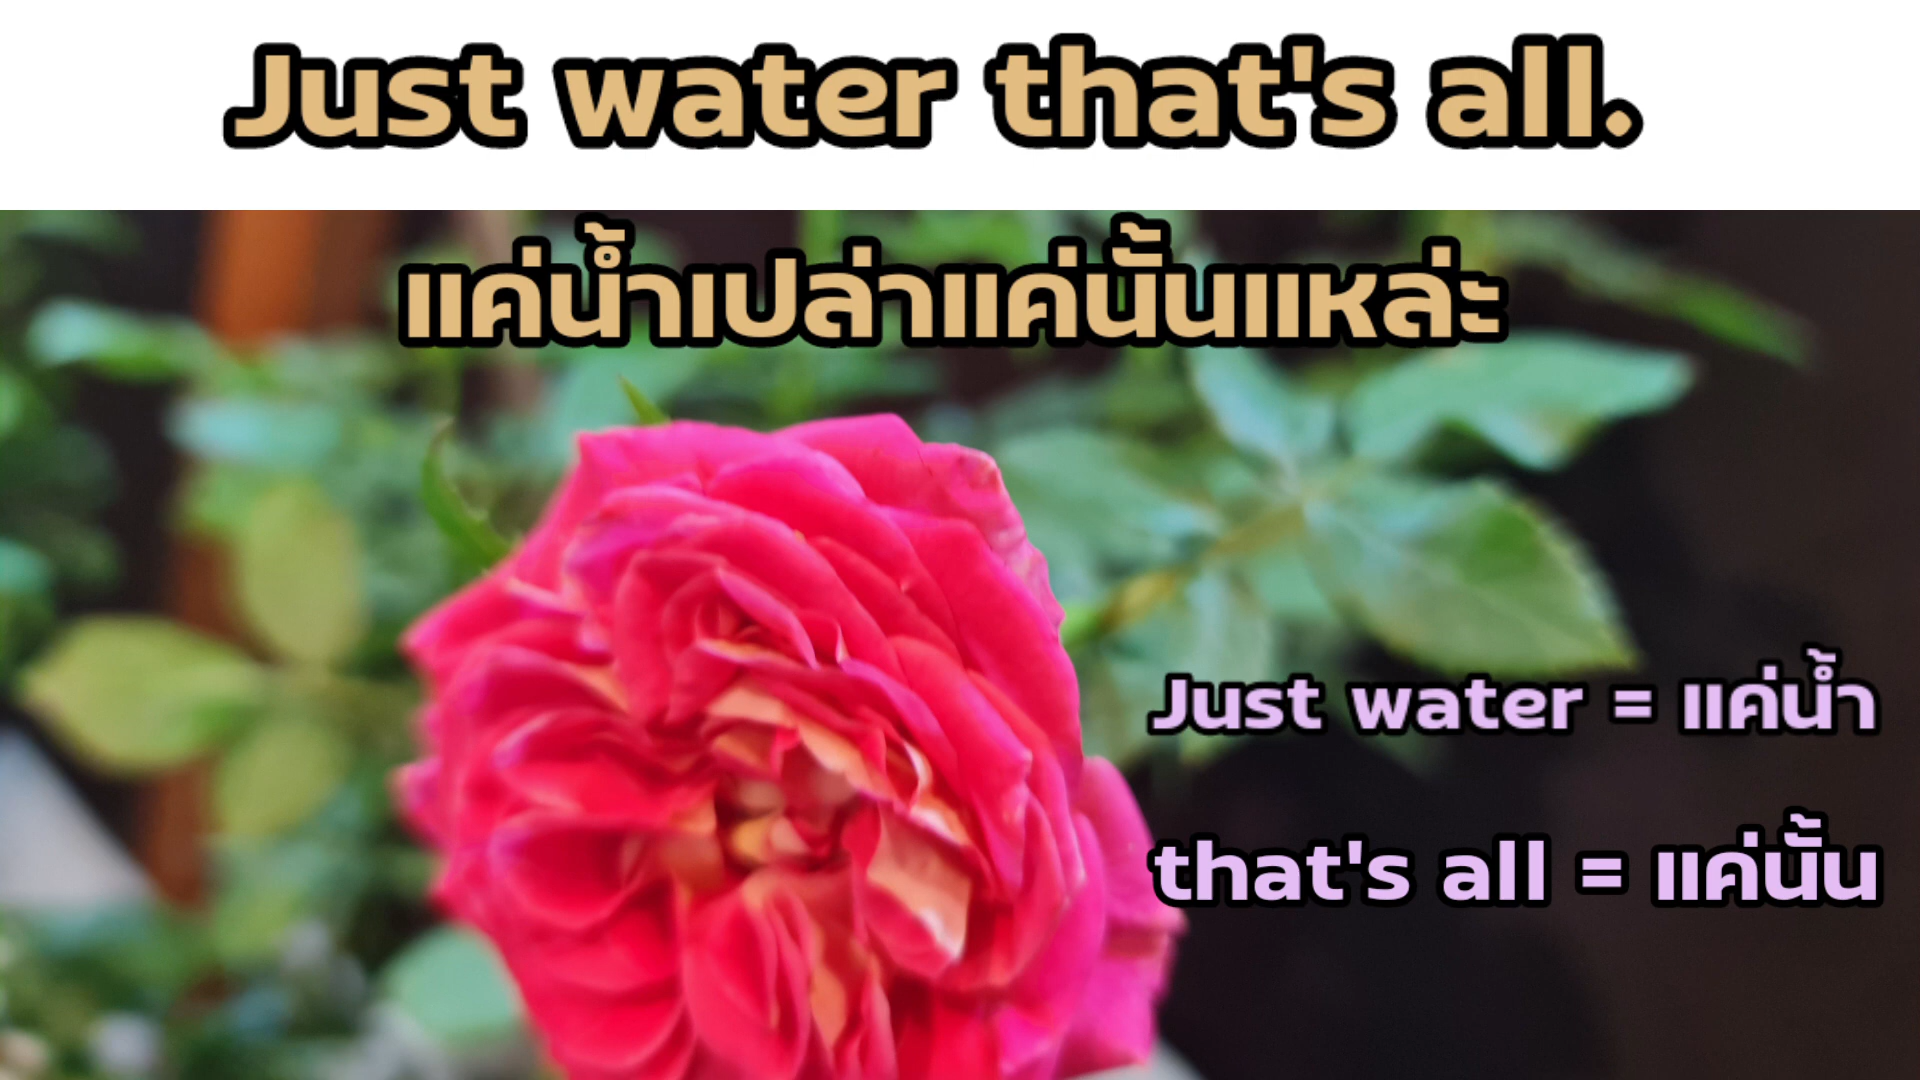 Just water that's all.
แค่น้ำเปล่าแค่นั้นแหล่ะ
Just water = แค่น้ำ
that's all = แค่นั้น